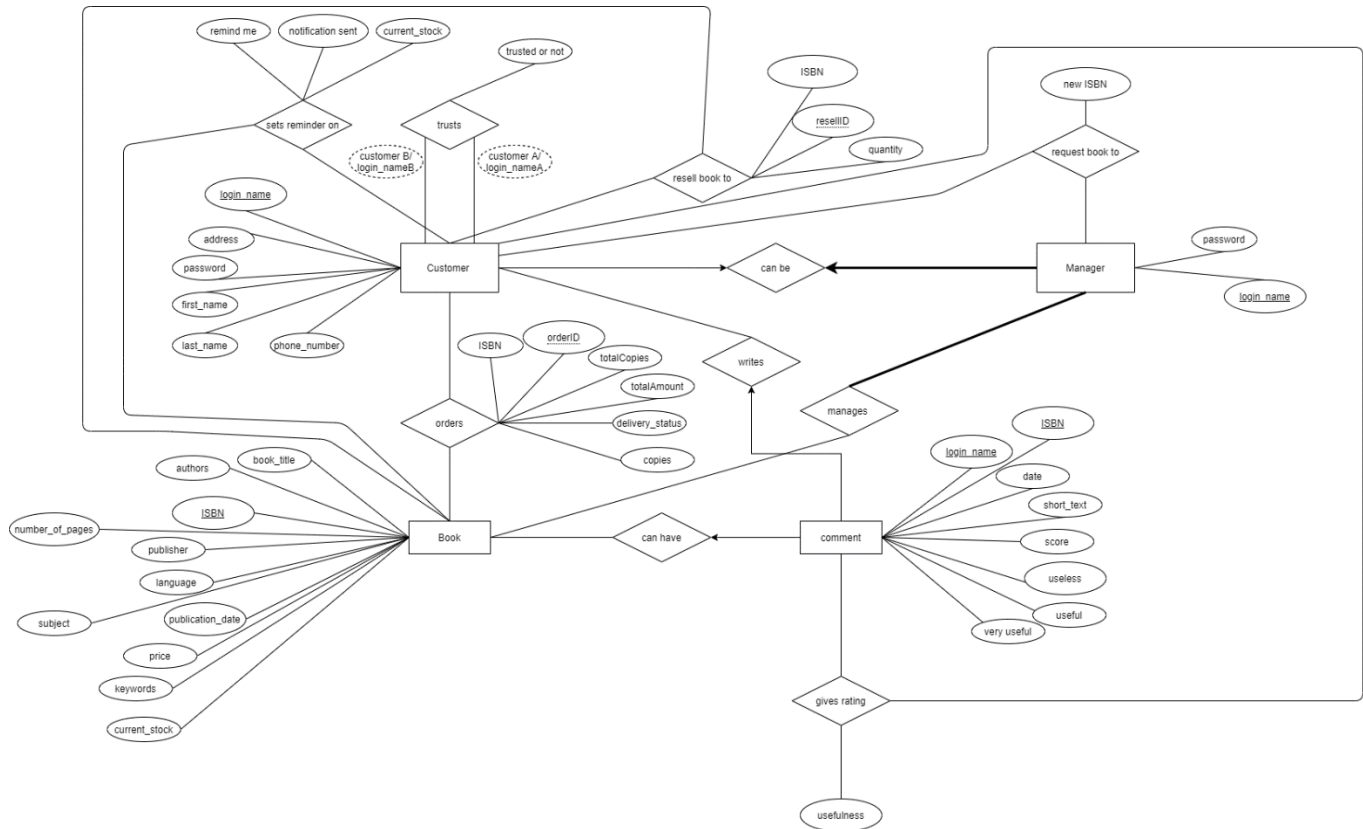 remind me
notification sent
current_stock
trusted or not
ISBN
new ISBN
resellID
quantity
sets reminder on
trusts
customer B/
login_nameB
customer A/
login_nameA
resell book to
request book to
login_name
address
password
first_name
last_name
phone_number
Customer
can be
Manager
password
login_name
ISBN
orderID
totalCopies
totalAmount
delivery_status
copies
orders
writes
manages
authors
book_title
ISBN
number_of_pages
publisher
language
subject
publication_date
price
keywords
current_stock
Book
can have
comment
login_name
ISBN
date
short_text
score
useless
useful
very useful
gives rating
usefulness